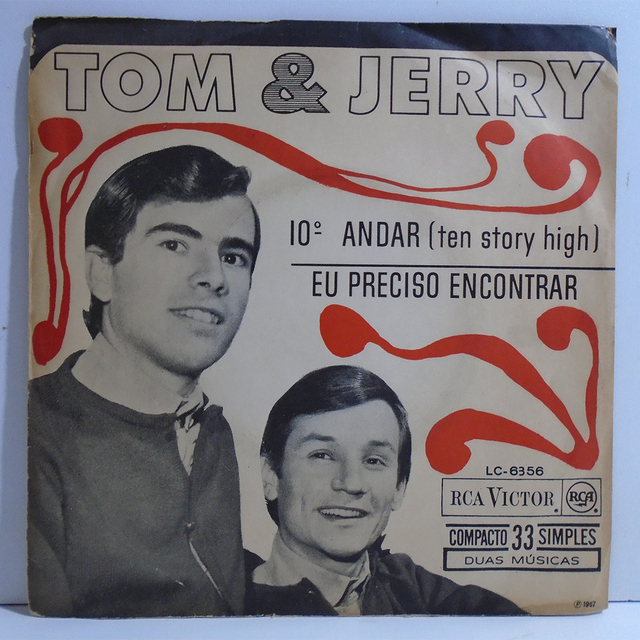 TOM & JERRY
10º ANDAR (ten story high)
EU PRECISO ENCONTRAR
LC-6356
RCA VICTOR. RCA
COMPACTO 33 SIMPLES
DUAS MÚSICAS
℗ 1967